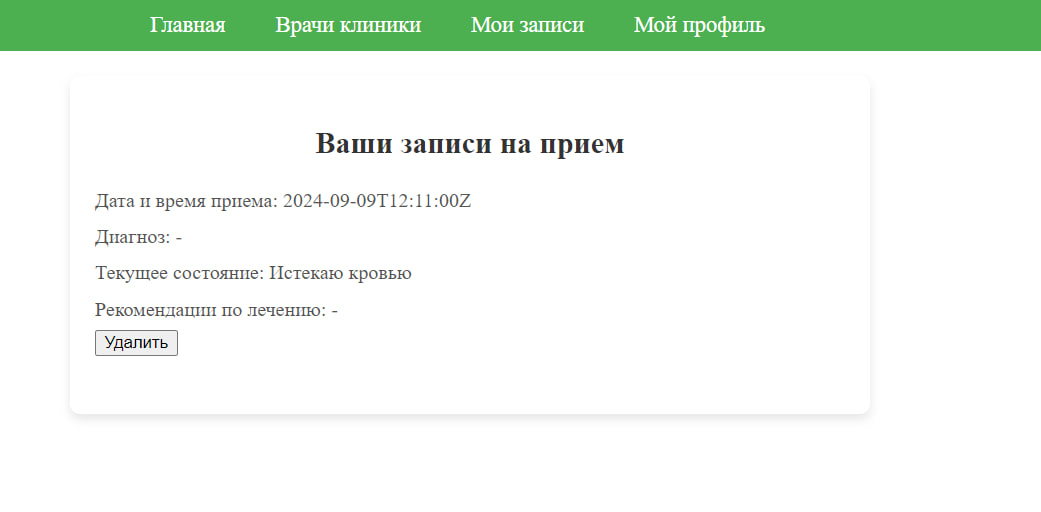 Главная Врачи клиники Мои записи Мой профиль
Ваши записи на прием
Дата и время приема: 2024-09-09T12:11:00Z
Диагноз: -
Текущее состояние: Истекаю кровью
Рекомендации по лечению: -
Удалить